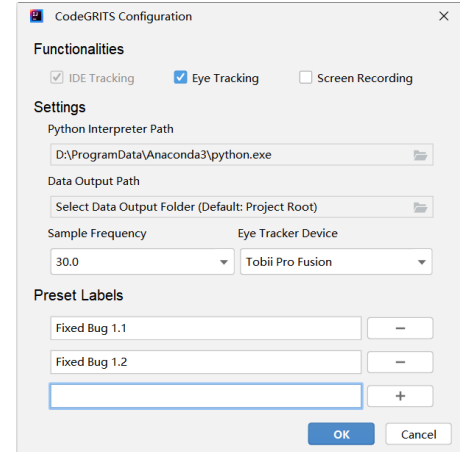 CodeGRITS Configuration
Functionalities
IDE Tracking Eye Tracking Screen Recording
Settings
Python Interpreter Path
D:\ProgramData\Anaconda3\python.exe
Data Output Path
Select Data Output Folder (Default: Project Root)
Sample Frequency Eye Tracker Device
30.0 Tobii Pro Fusion
Preset Labels
Fixed Bug 1.1
Fixed Bug 1.2
OK Cancel